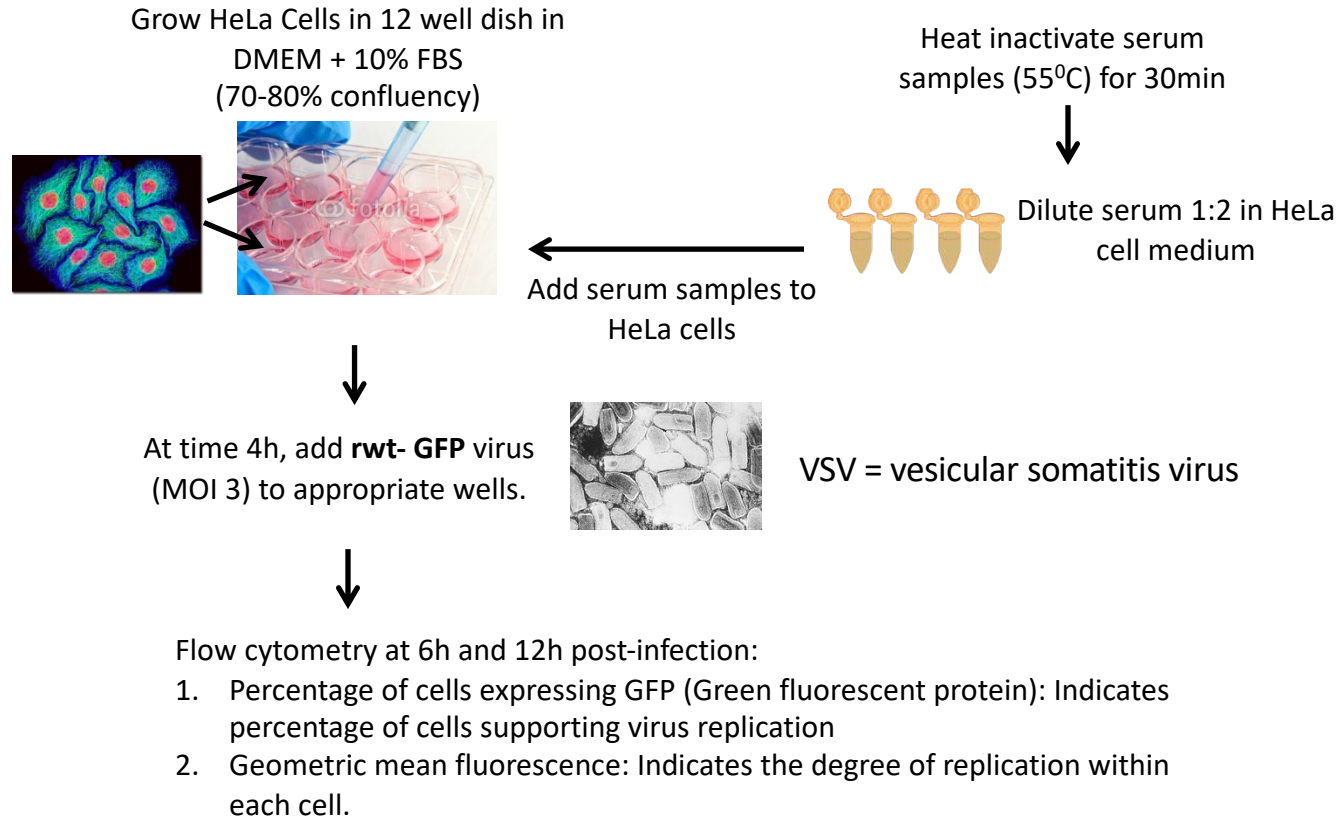 Grow HeLa Cells in 12 well dish in
DMEM + 10% FBS
(70-80% confluency)
Heat inactivate serum
samples (55⁰C) for 30min
fotolia
Dilute serum 1:2 in HeLa
cell medium
Add serum samples to
HeLa cells
At time 4h, add rwt- GFP virus
(MOI 3) to appropriate wells.
VSV = vesicular somatitis virus
Flow cytometry at 6h and 12h post-infection:
1. Percentage of cells expressing GFP (Green fluorescent protein): Indicates
percentage of cells supporting virus replication
2. Geometric mean fluorescence: Indicates the degree of replication within
each cell.